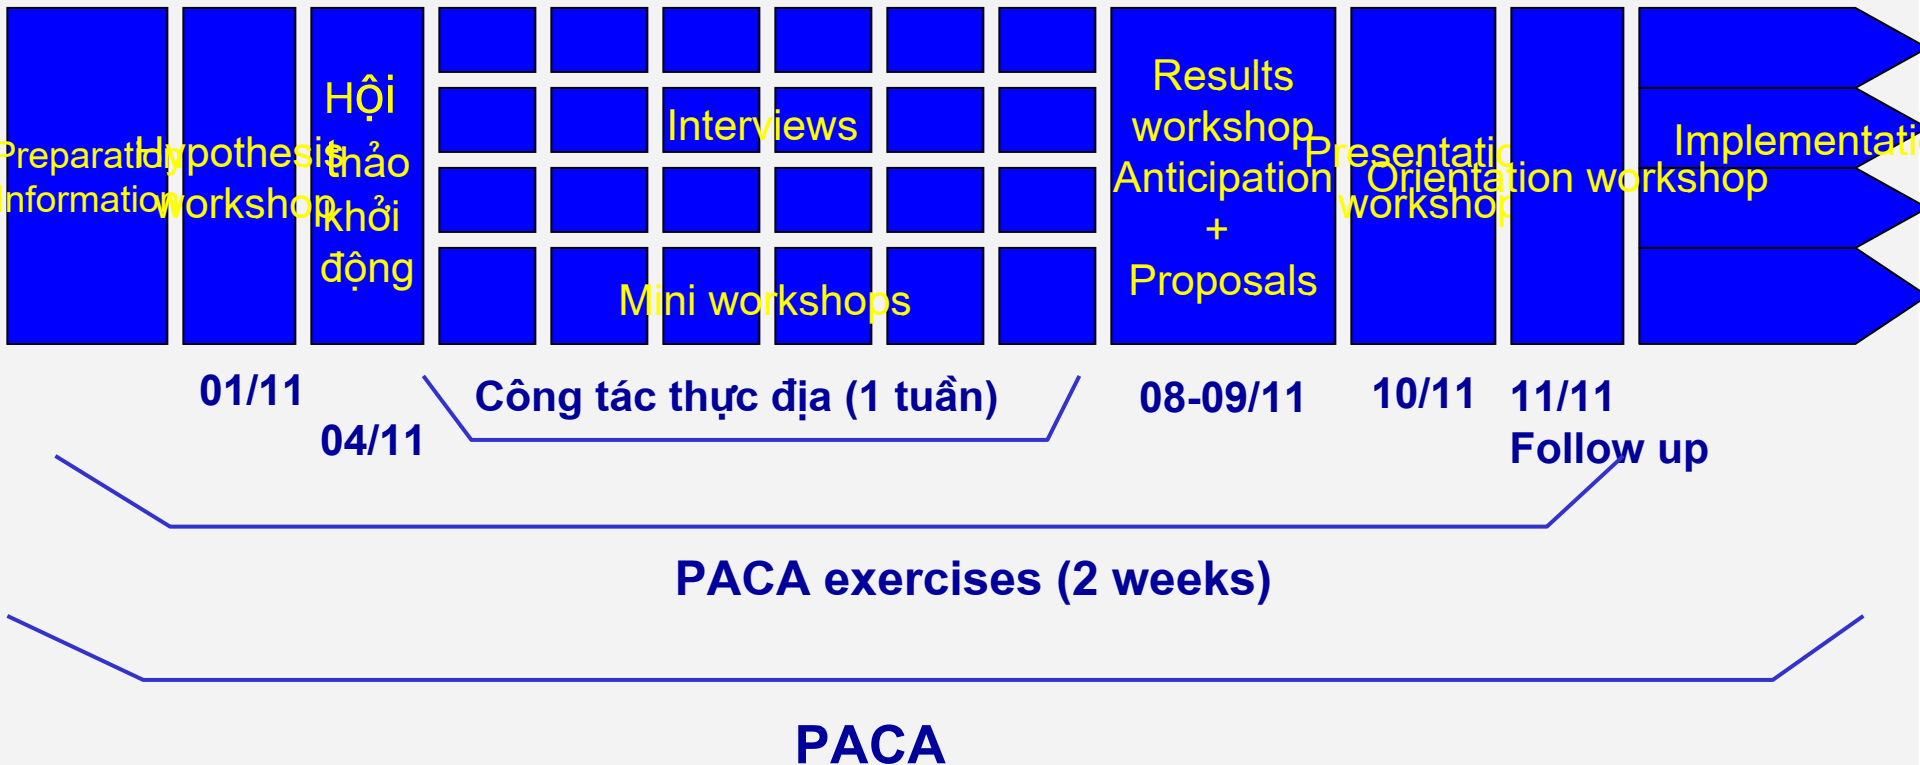 Preparation
Information
Hypothesis
workshop
Hội
thảo
khởi
động
Interviews
Mini workshops
Results
workshop
Anticipation
+
Proposals
Presentatio
workshop
Orientation workshop
Implementati
01/11
04/11
Công tác thực địa (1 tuần)
08-09/11
10/11
11/11
Follow up
PACA exercises (2 weeks)
PACA